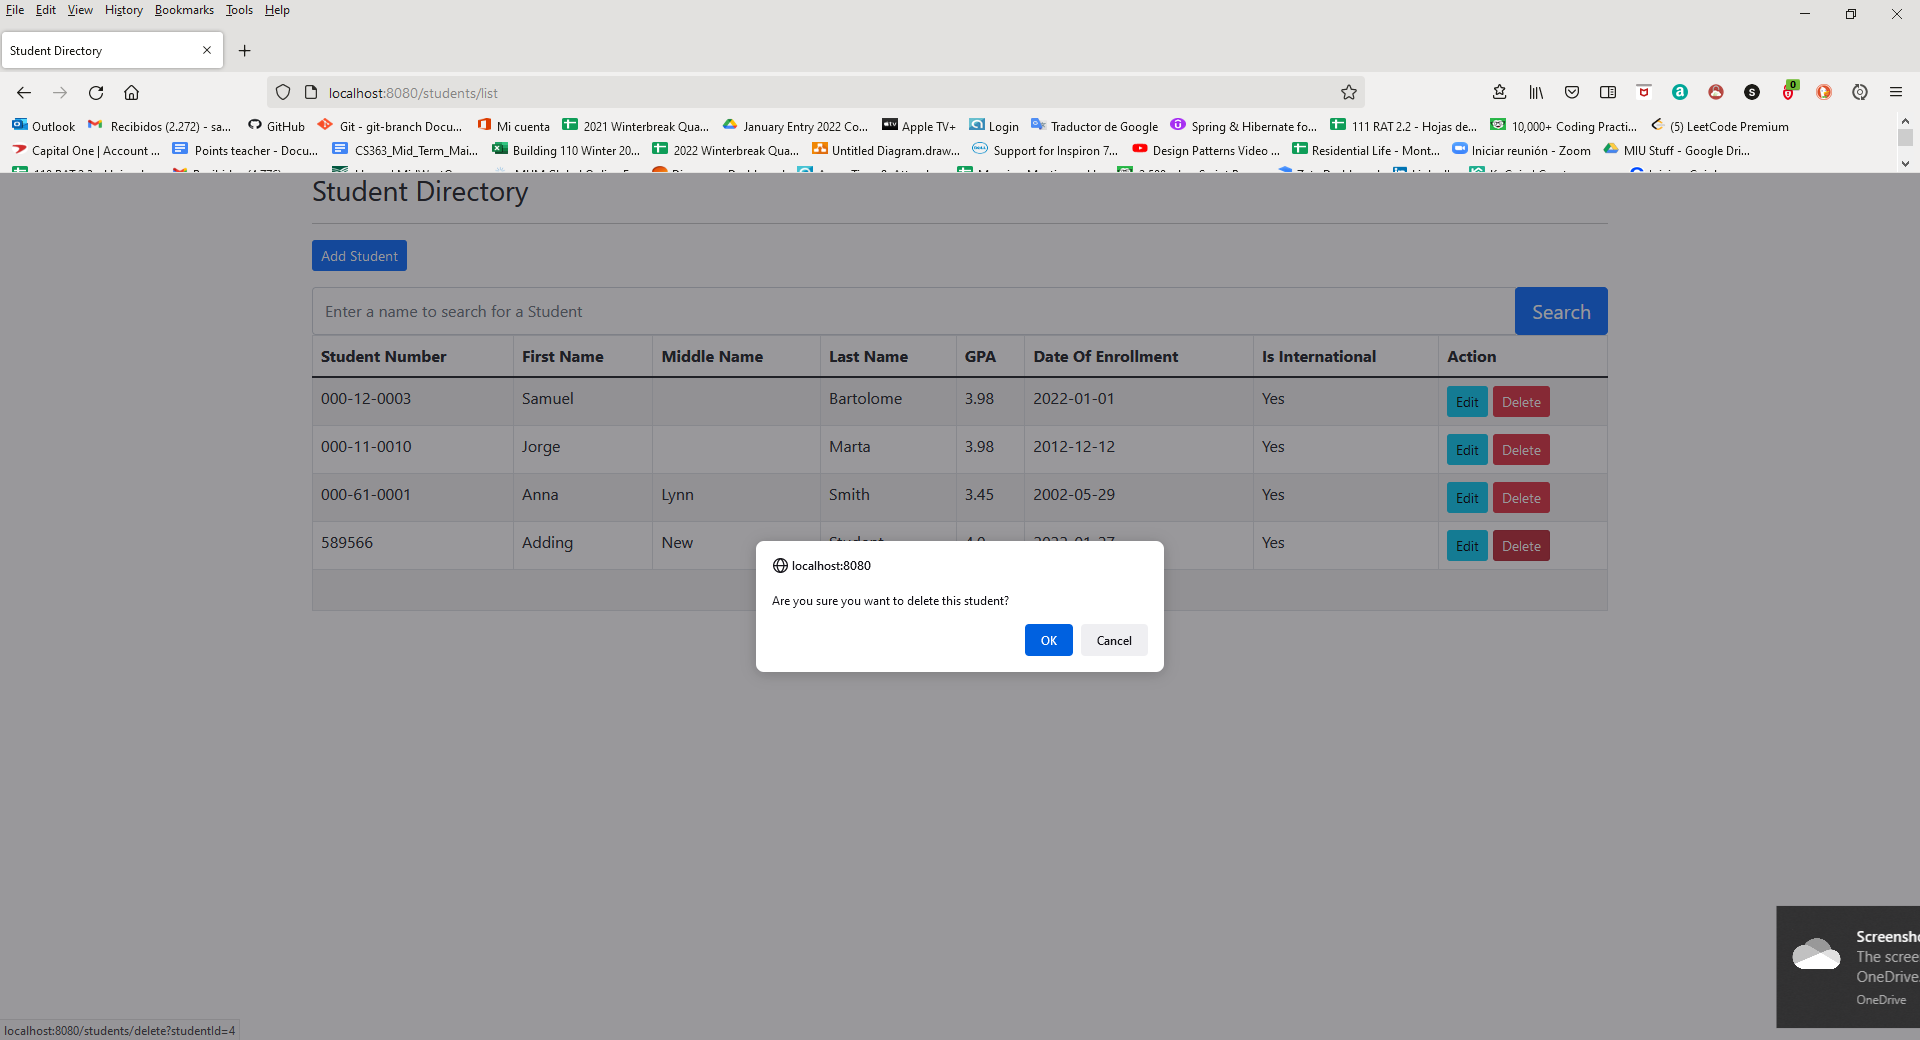 File Edit View History Bookmarks Tools Help
Student Directory
localhost:8080/students/list
0
Outlook Recibidos (2.272) - sa... GitHub Git - git-branch Docu... Mi cuenta 2021 Winterbreak Qua... January Entry 2022 Co... Apple TV+ Login Traductor de Google Spring & Hibernate fo... 111 RAT 2.2 - Hojas de... 10,000+ Coding Practi... (5) LeetCode Premium
Capital One | Account ... Points teacher - Docu... CS363_Mid_Term_Mai... Building 110 Winter 20... 2022 Winterbreak Qua... Untitled Diagram.draw... Support for Inspiron 7... Design Patterns Video ... Residential Life - Mont... Iniciar reunión - Zoom MIU Stuff - Google Dri...
Student Directory
Add Student
Enter a name to search for a Student Search
Student Number First Name Middle Name Last Name GPA Date Of Enrollment Is International Action
000-12-0003 Samuel Bartolome 3.98 2022-01-01 Yes Edit Delete
000-11-0010 Jorge Marta 3.98 2012-12-12 Yes Edit Delete
000-61-0001 Anna Lynn Smith 3.45 2002-05-29 Yes Edit Delete
589566 Adding New Student Yes Edit Delete
localhost:8080
Are you sure you want to delete this student?
OK Cancel
Screensho
The scree
OneDrive
OneDrive
localhost:8080/students/delete?studentId=4